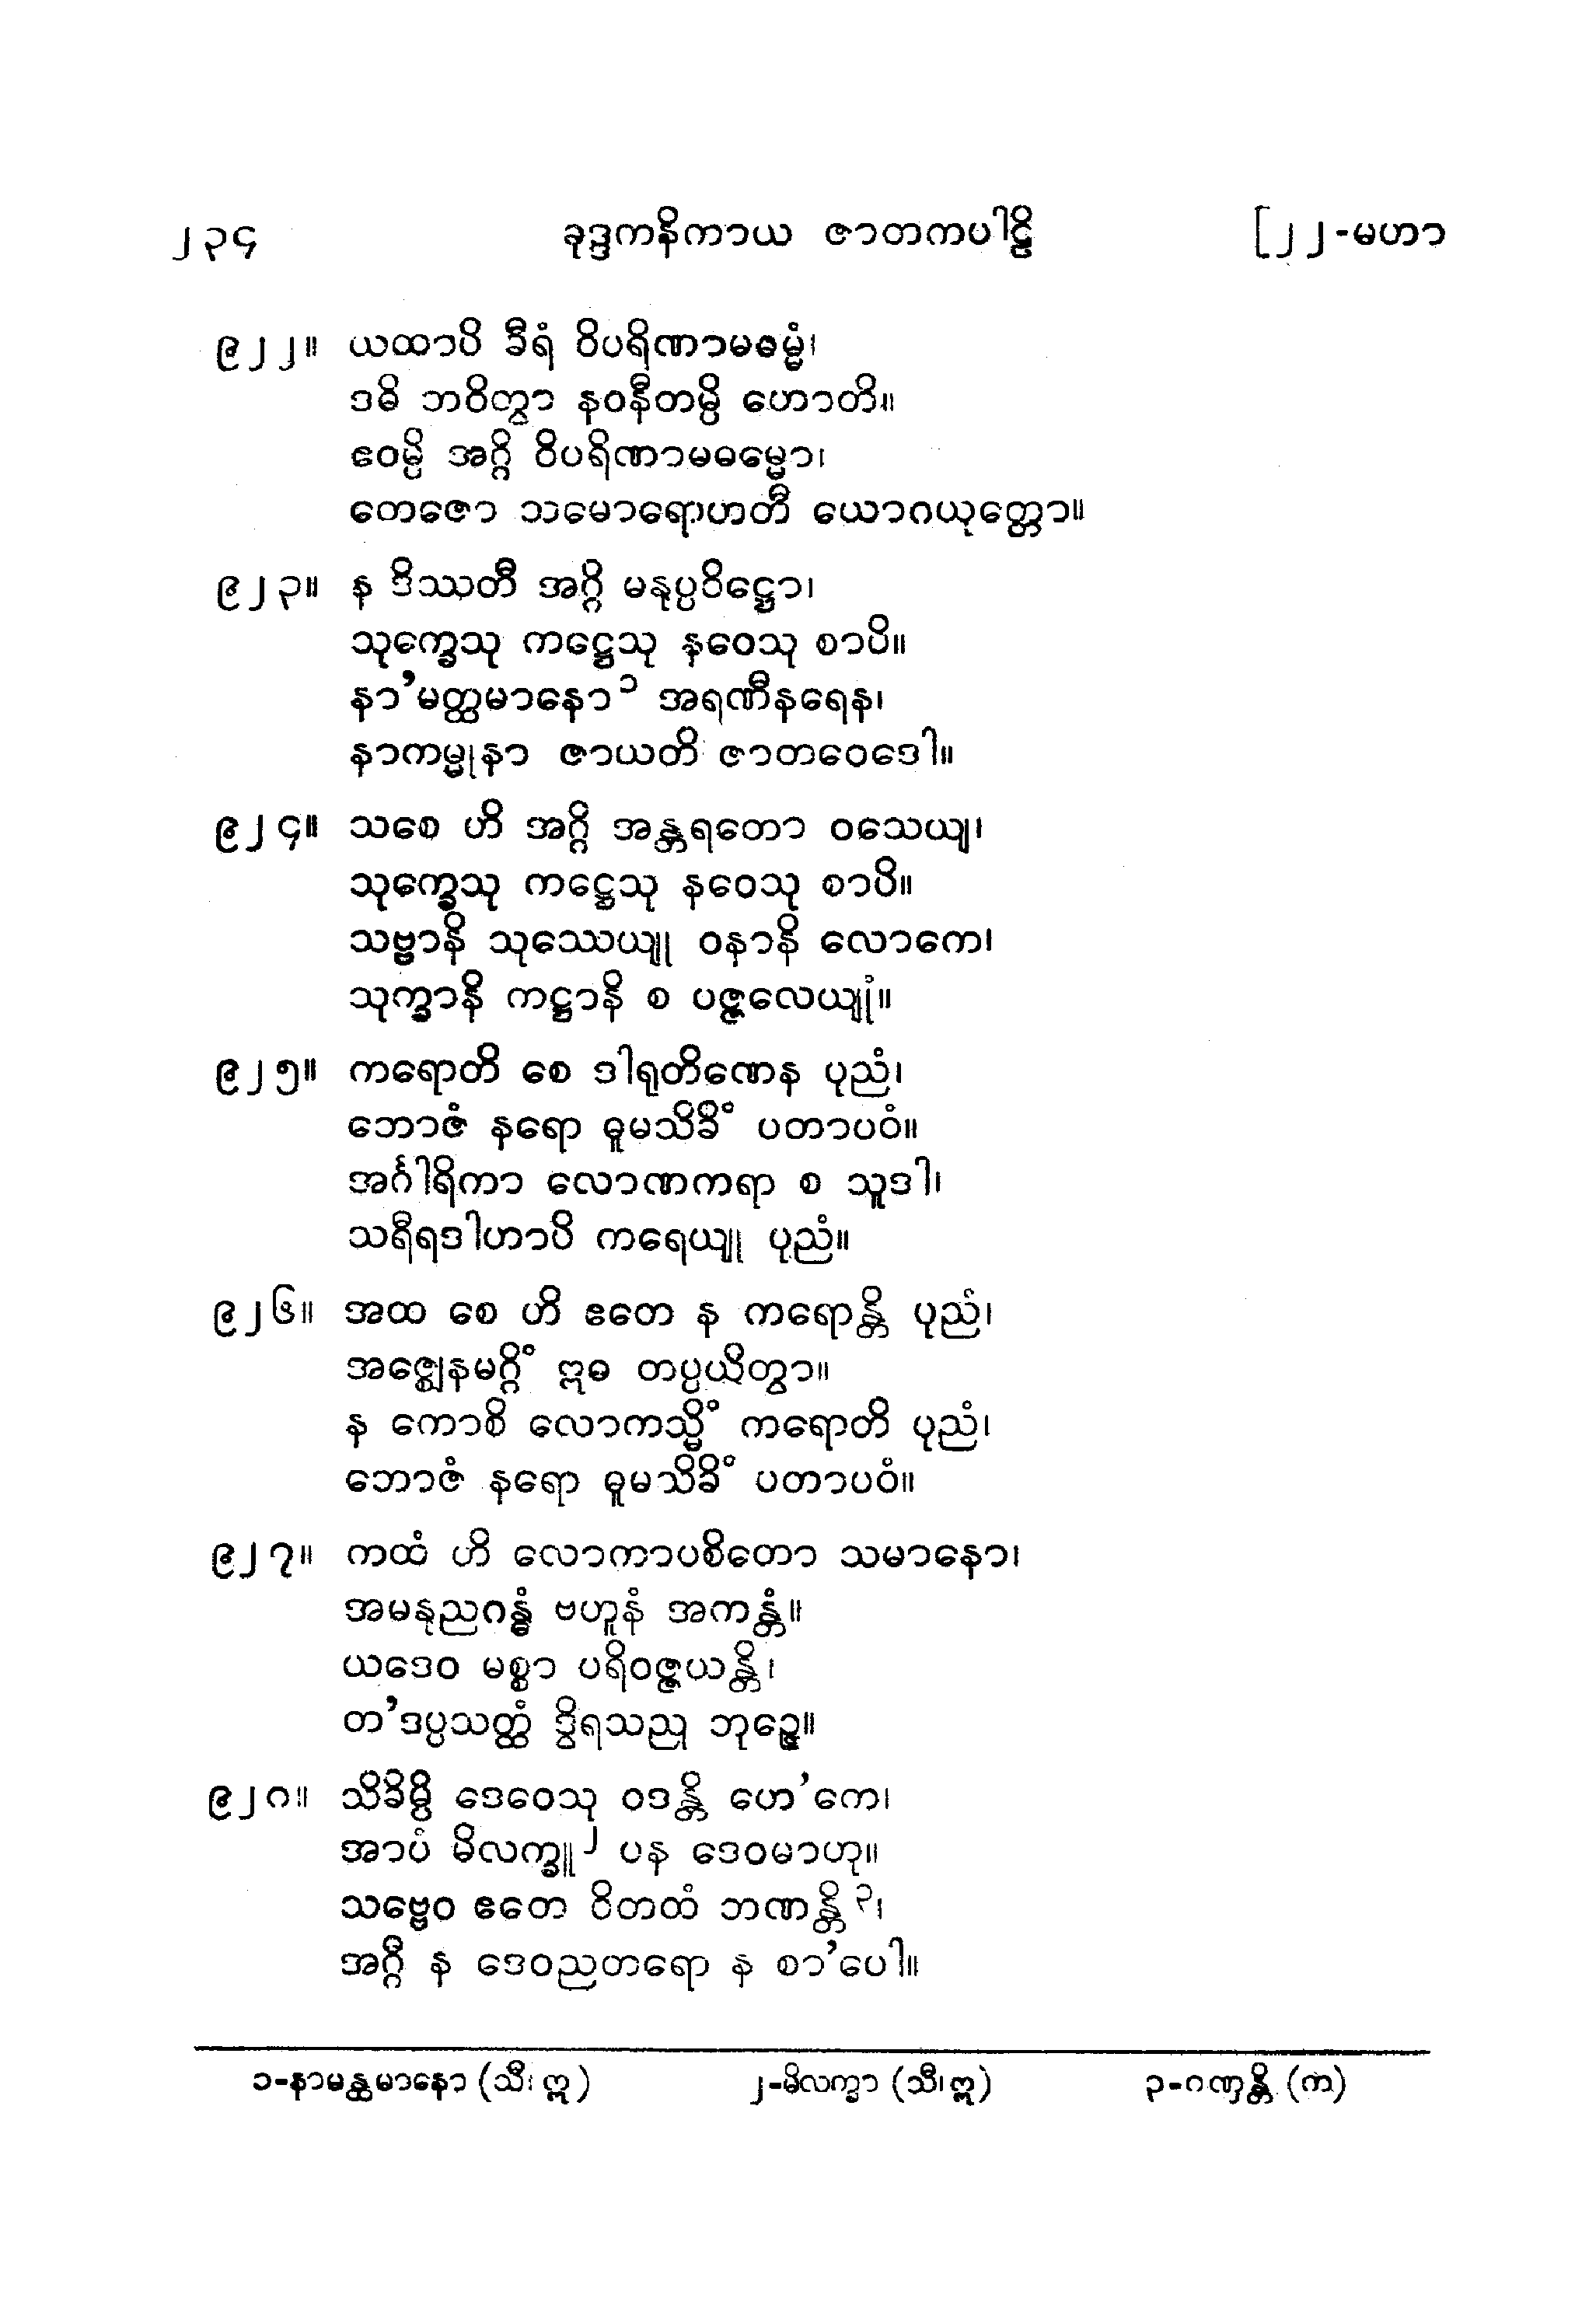 ၂၃၄ ခုဒ္ဒကနိကာယ ဇာတကပါဠိ [၂၂-မဟာ
၉၂၂။ ယထာပိ ခီရံ ဝိပရိဏာမဓမ္မံ၊
ဒဓိ ဘဝိတွာ နဝနီတမ္ပိ ဟောတိ။
ဧဝမ္ပိ အဂ္ဂိ ဝိပရိဏာမဓမ္မော၊
တေဇော သမောရောဟတီ ယောဂယုတ္တော။
၉၂၃။ န ဒိဿတီ အဂ္ဂိ မနုပ္ပဝိဋ္ဌော၊
သုက္ခေသု ကဋ္ဌေသု နဝေသု စာပိ။
နာ’မတ္ထမာနော ၁ အရဏီနရေန၊
နာကမ္မုနာ ဇာယတိ ဇာတဝေဒေါ။
၉၂၄။ သစေ ဟိ အဂ္ဂိ အန္တရတော ဝသေယျ၊
သုက္ခေသု ကဋ္ဌေသု နဝေသု စာပိ။
သဗ္ဗာနိ သုဿေယျု ဝနာနိ လောကေ၊
သုက္ခာနိ ကဋ္ဌာနိ စ ပဇ္ဇလေယျုံ။
၉၂၅။ ကရောတိ စေ ဒါရုတိဏေန ပုညံ၊
ဘောဇံ နရော ဓူမသိခိံ ပတာပဝံ။
အင်္ဂါရိကာ လောဏကရာ စ သူဒါ၊
သရီရဒါဟာပိ ကရေယျု ပုညံ။
၉၂၆။ အထ စေ ဟိ ဧတေ န ကရောန္တိ ပုညံ၊
အဇ္ဈေနမဂ္ဂိံ ဣဓ တပ္ပယိတွာ။
န ကောစိ လောကသ္မိံ ကရောတိ ပုညံ၊
ဘောဇံ နရော ဓူမသိခိံ ပတာပဝံ။
၉၂၇။ ကထံ ဟိ လောကာပစိတော သမာနော၊
အမနုညဂန္ဓံ ဗဟူနံ အကန္တံ။
ယဒေဝ မစ္စာ ပရိဝဇ္ဇယန္တိ၊
တ’ဒပ္ပသတ္ထံ ဒွိရသညု ဘုဉ္ဇေ။
၉၂၈။ သိခိမ္ပိ ဒေဝေသု ဝဒန္တိ ဟေ’ကေ၊
အာပံ မိလက္ခူ ၂ ပန ဒေဝမာဟု။
သဗ္ဗေဝ ဧတေ ဝိတထံ ဘဏန္တိ ၃၊
အဂ္ဂီ န ဒေဝညတရော န စာ’ပေါ။
၁-နာမန္ထမာနော (သီ၊ ဣ) ၂-မိလက္ခာ (သီ၊ ဣ) ၃-ဂဏှန္တိ (က)